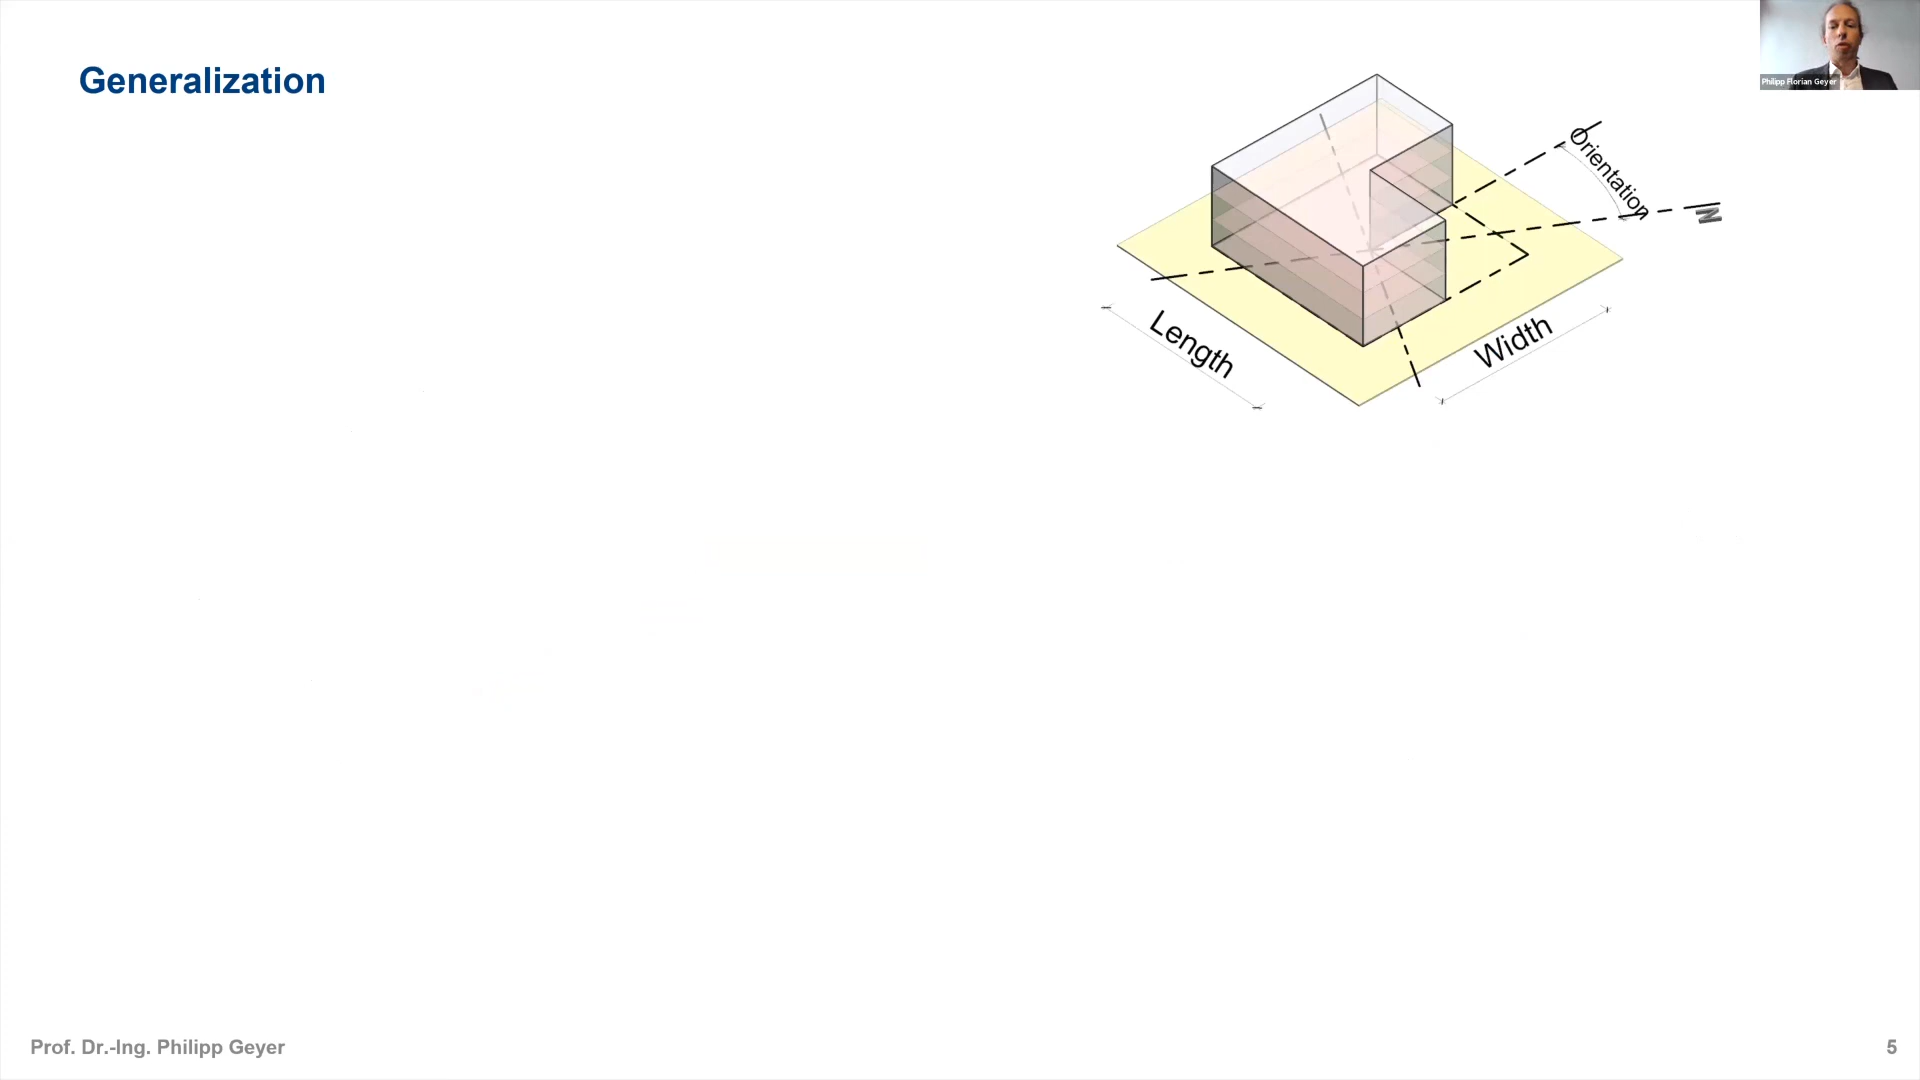 Generalization
Philipp Florian Geyer
Orientation
N
Length
Width
Prof. Dr.-Ing. Philipp Geyer
5